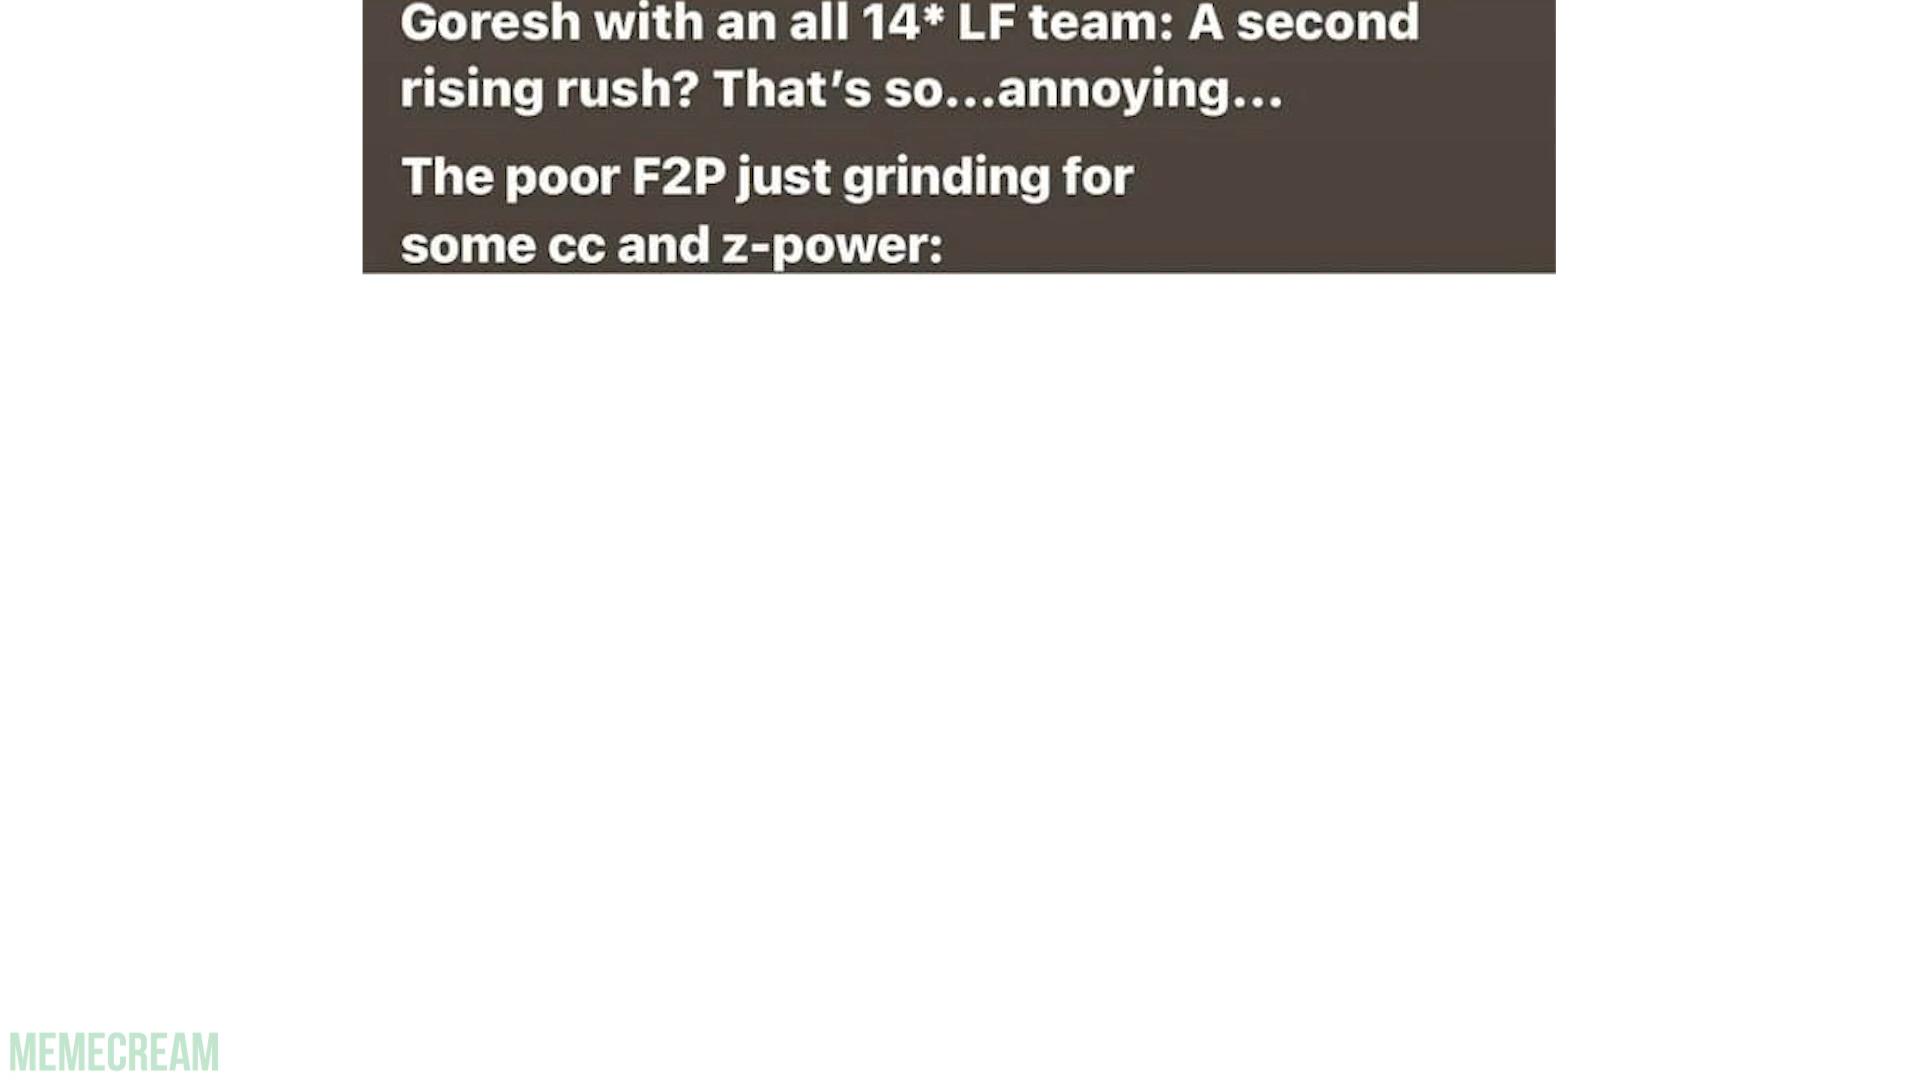 Goresh with an all 14* LF team: A second
rising rush? That’s so...annoying...
The poor F2P just grinding for
some cc and z-power:
MEMECREAM